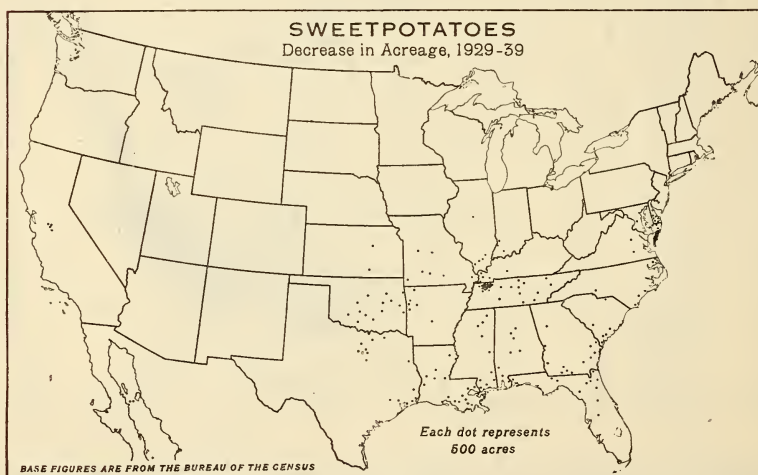 SWEETPOTATOES
Decrease in Acreage, 1929-39
Each dot represents
500 acres
BASE FIGURES ARE FROM THE BUREAU OF THE CENSUS